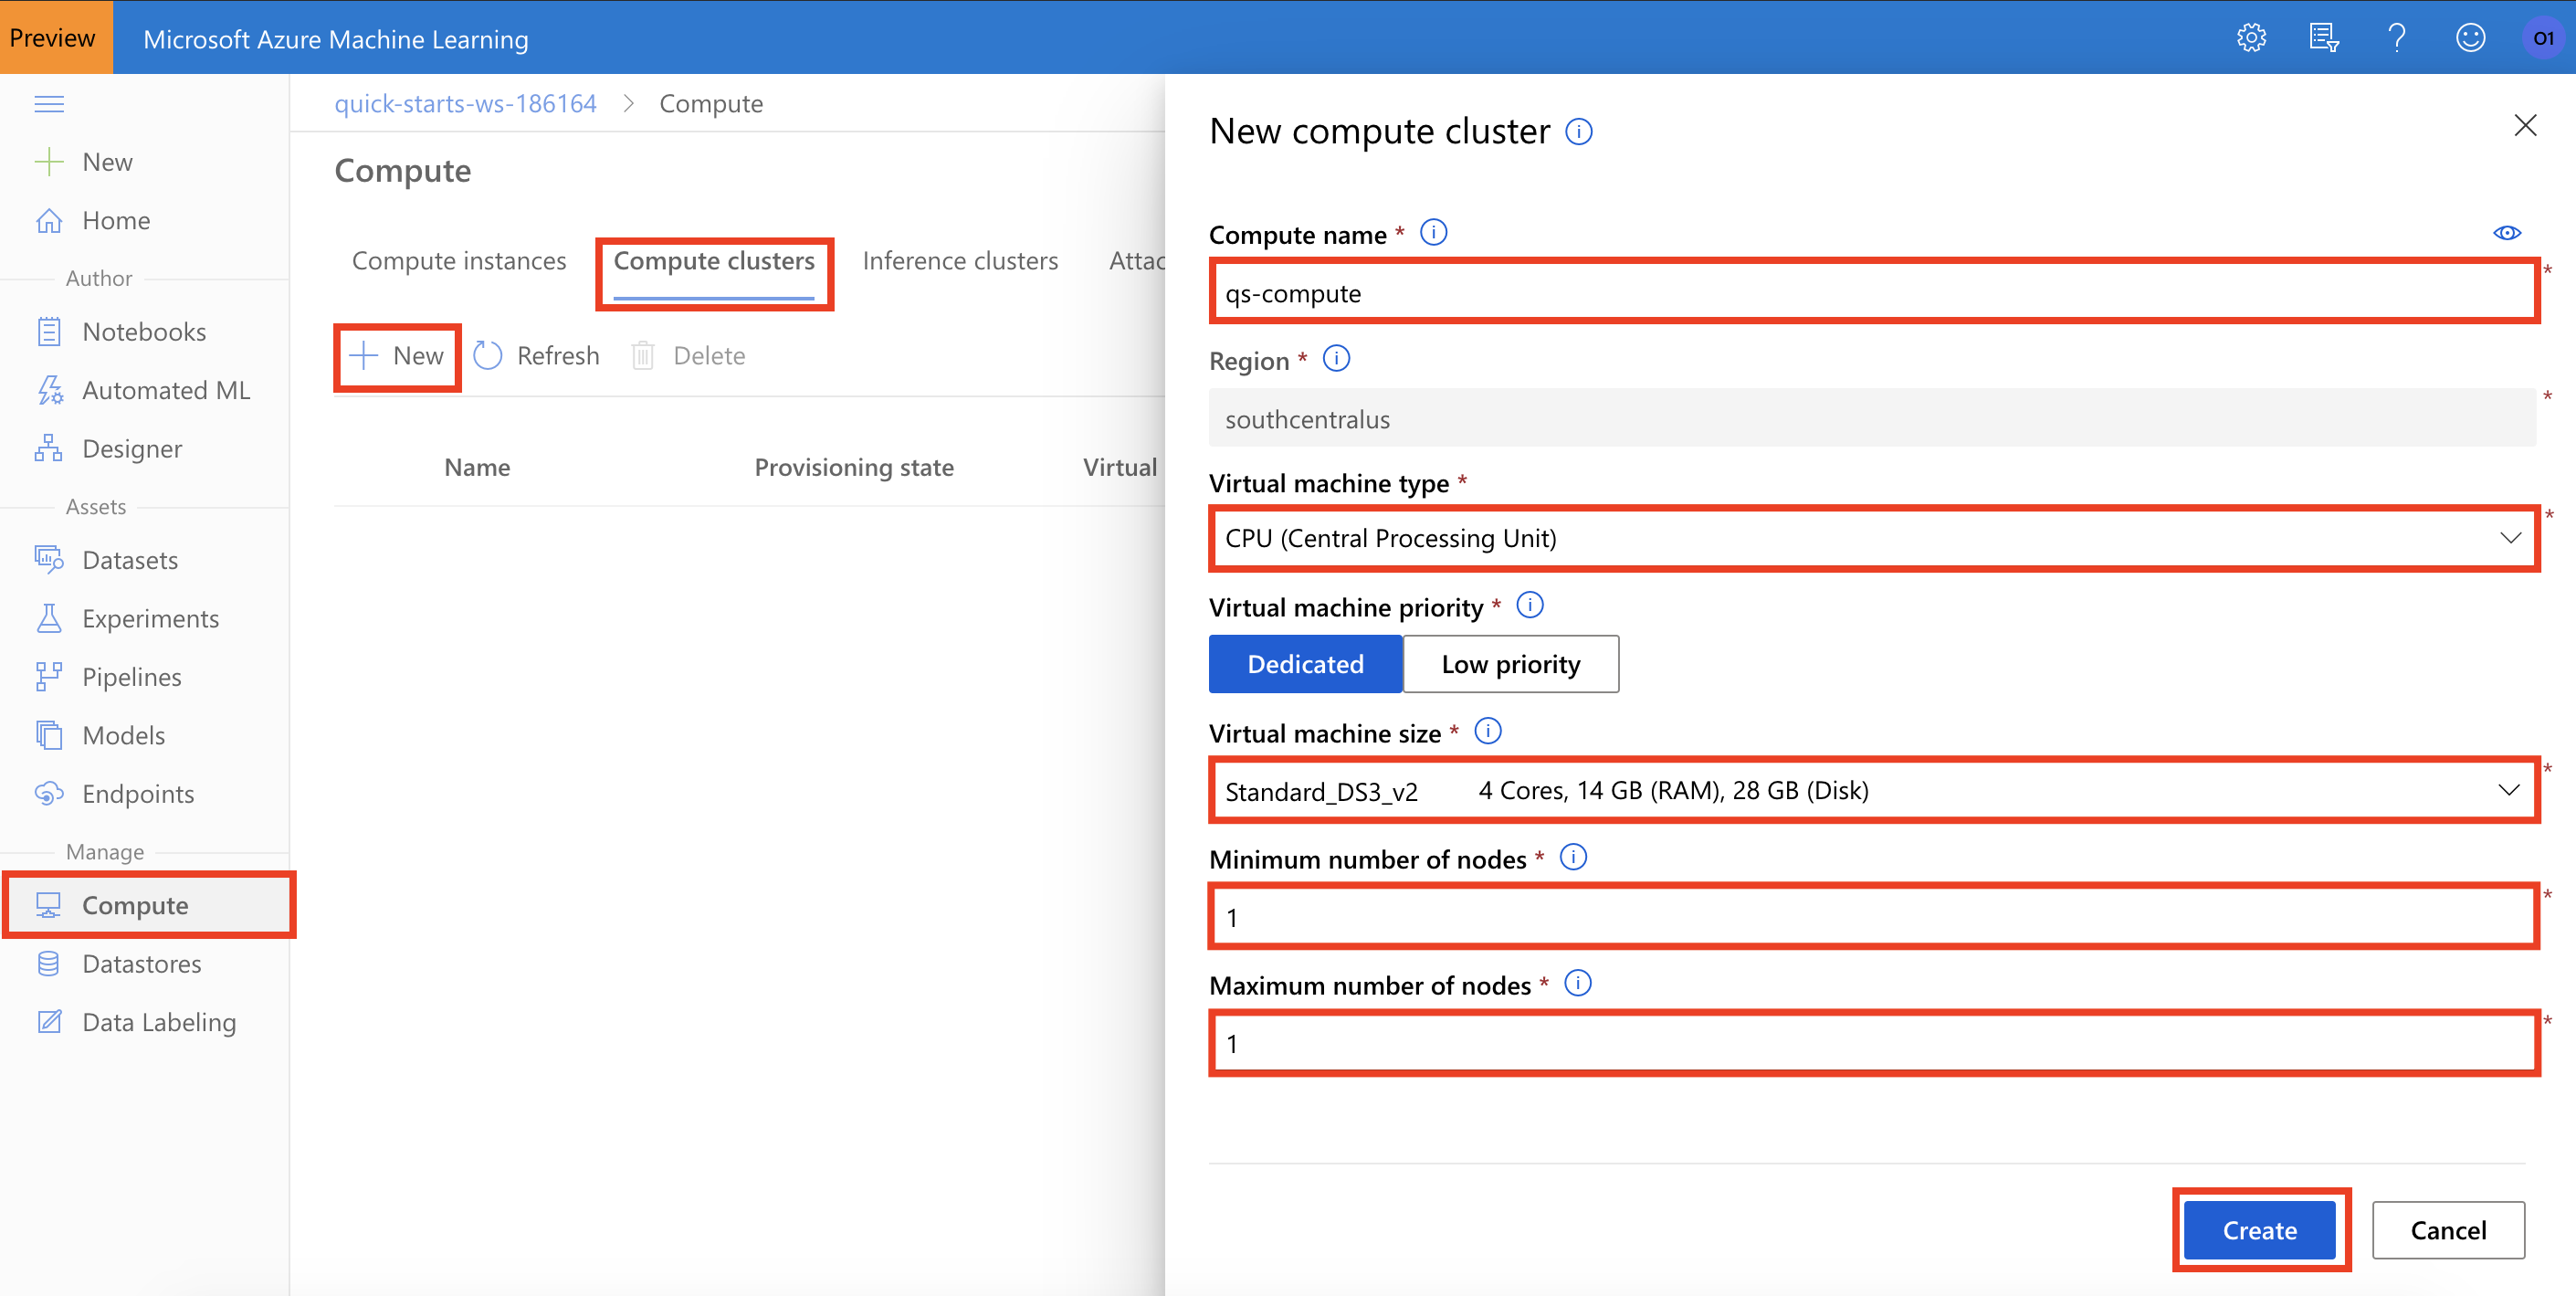 Preview
Microsoft Azure Machine Learning
?
O1
New
Home
Author
Notebooks
Automated ML
Designer
Assets
Datasets
Experiments
Pipelines
Models
Endpoints
Manage
Compute
Datastores
Data Labeling
quick-starts-ws-186164 > Compute
Compute
Compute instances Compute clusters Inference clusters
New Refresh Delete
Name Provisioning state Virtual
New compute cluster i
Compute name * i
qs-compute *
Region * i
southcentralus *
Virtual machine type *
CPU (Central Processing Unit) *
Virtual machine priority * i
Dedicated Low priority
Virtual machine size * i
Standard_DS3_v2 4 Cores, 14 GB (RAM), 28 GB (Disk) *
Minimum number of nodes * i
1 *
Maximum number of nodes * i
1 *
Create Cancel